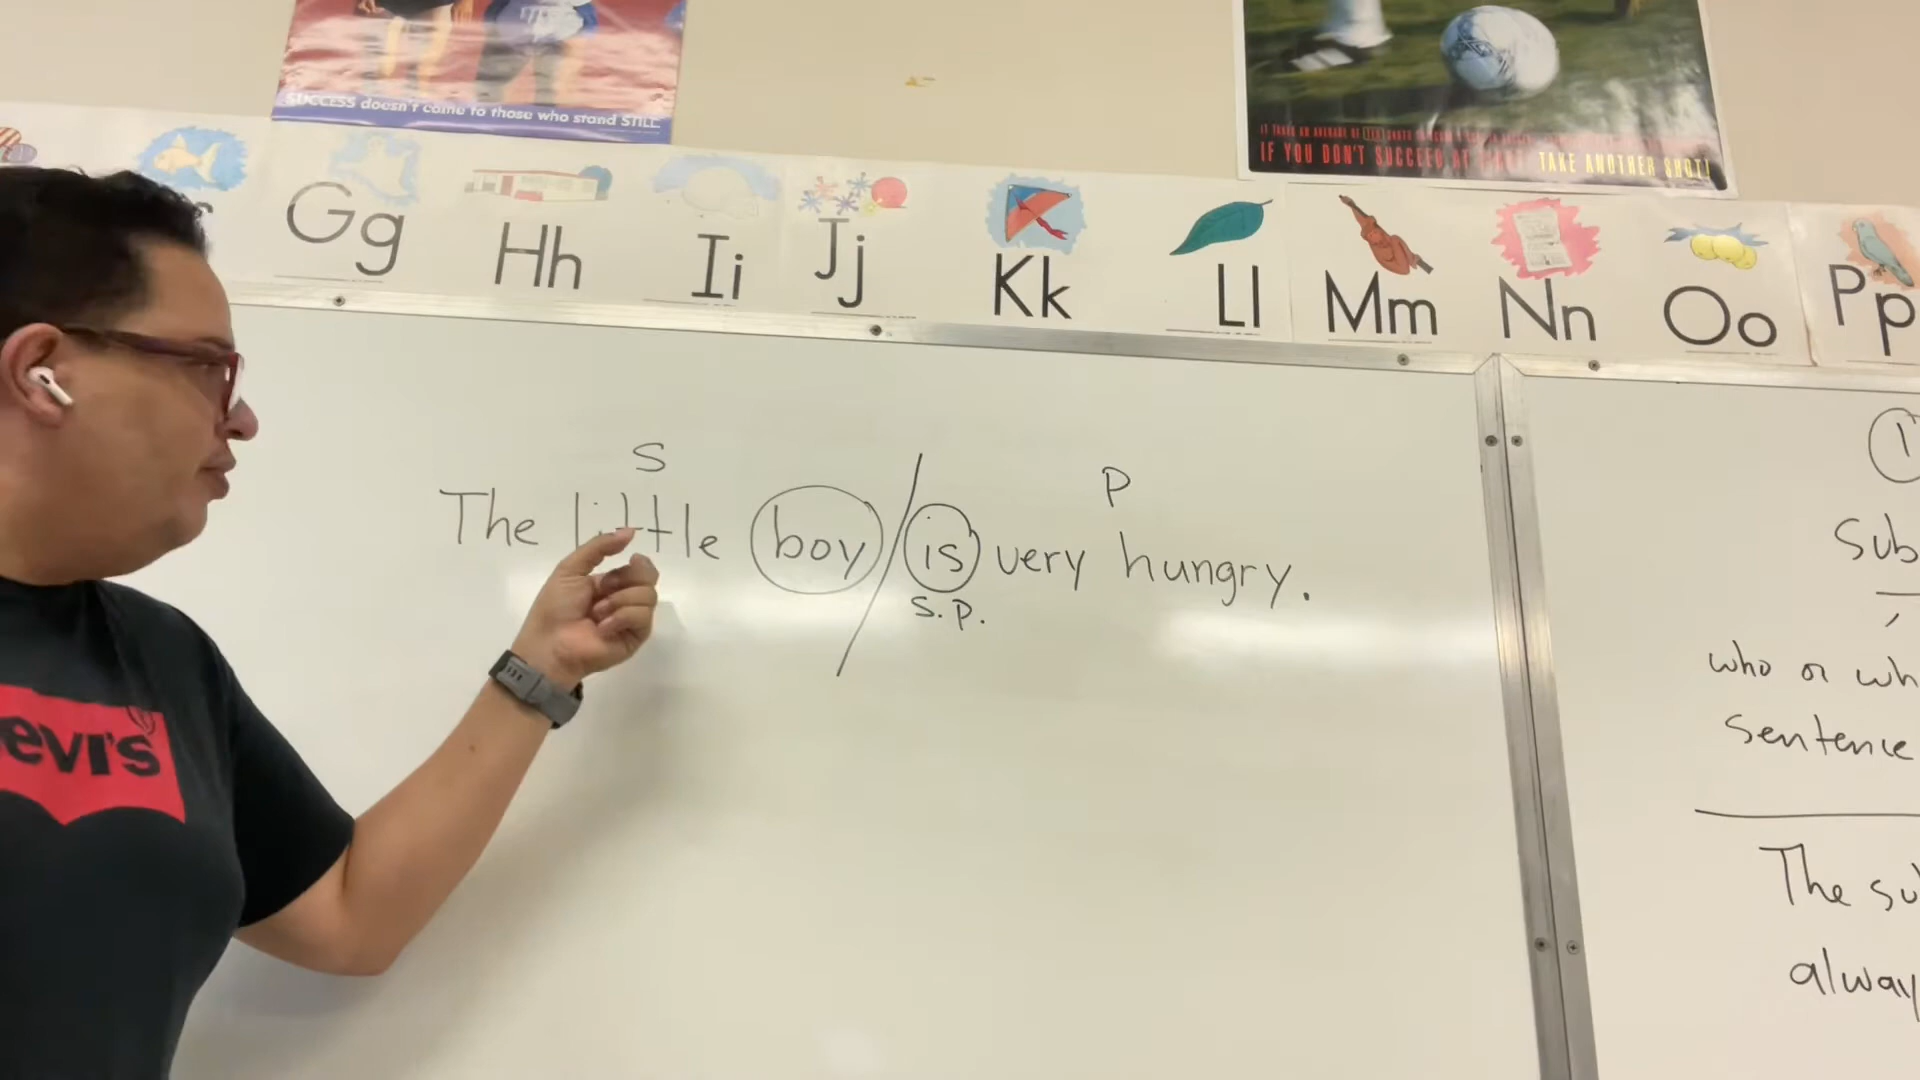 SUCCESS doesn't come to those who stand STILL
IF YOU DON'T SUCCEED AT FIRST, TAKE ANOTHER SHOT!
Gg Hh Ii Jj Kk Ll Mm Nn Oo Pp
S P
The little boy / is very hungry.
S.P.
evi's
1
Sub
who or wh
sentence
The su
alway